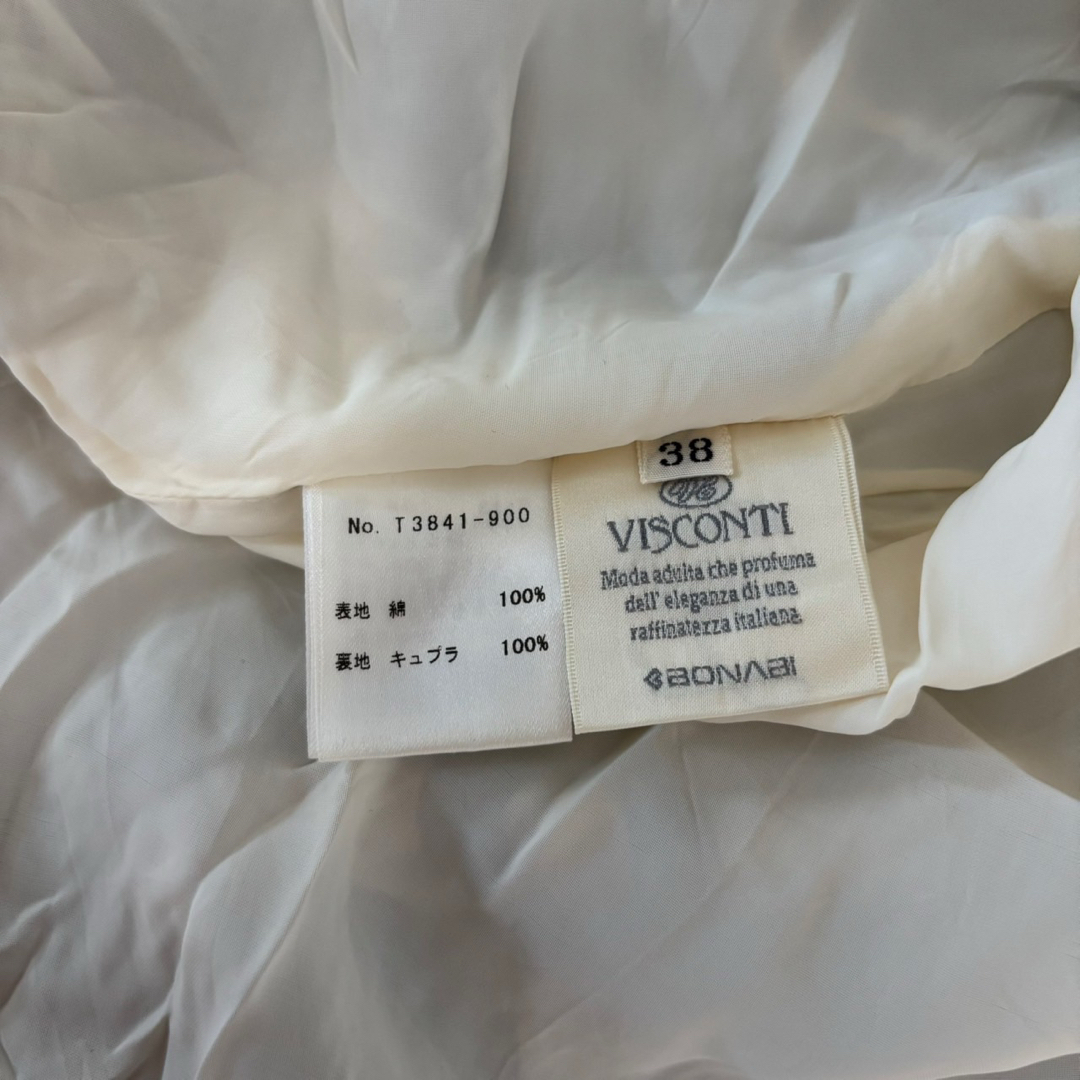 No. T3841-900
表地 綿 100%
裏地 キュプラ 100%
38
VISCONTI
Moda adulta che profuma
dell' eleganza di una
raffinatezza italiana
BONABI